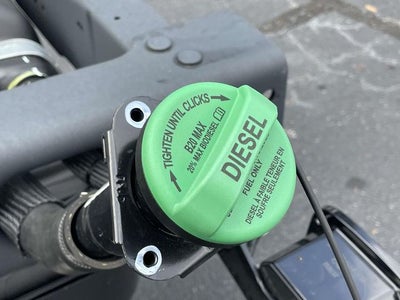 TIGHTEN UNTIL CLICKS
B20 MAX
20% MAX BIODIESEL
DIESEL
FUEL ONLY
DIESEL À FAIBLE TENEUR EN
SOUFRE SEULEMENT